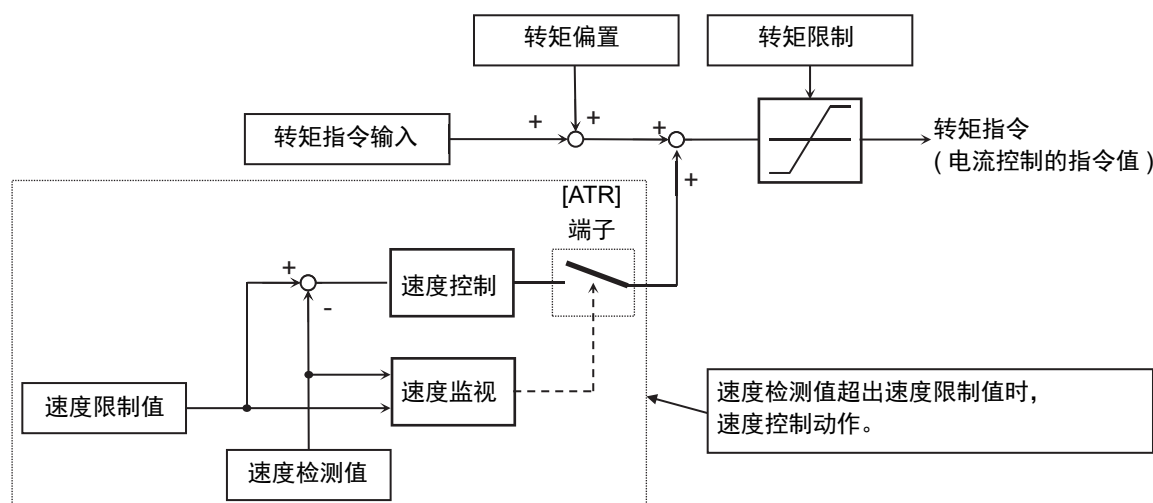 转矩偏置
转矩限制
+
+
+
转矩指令输入
转矩指令
( 电流控制的指令值 )
+
[ATR]
端子
+
速度控制
-
速度监视
速度限制值
速度检测值超出速度限制值时，
速度控制动作。
速度检测值